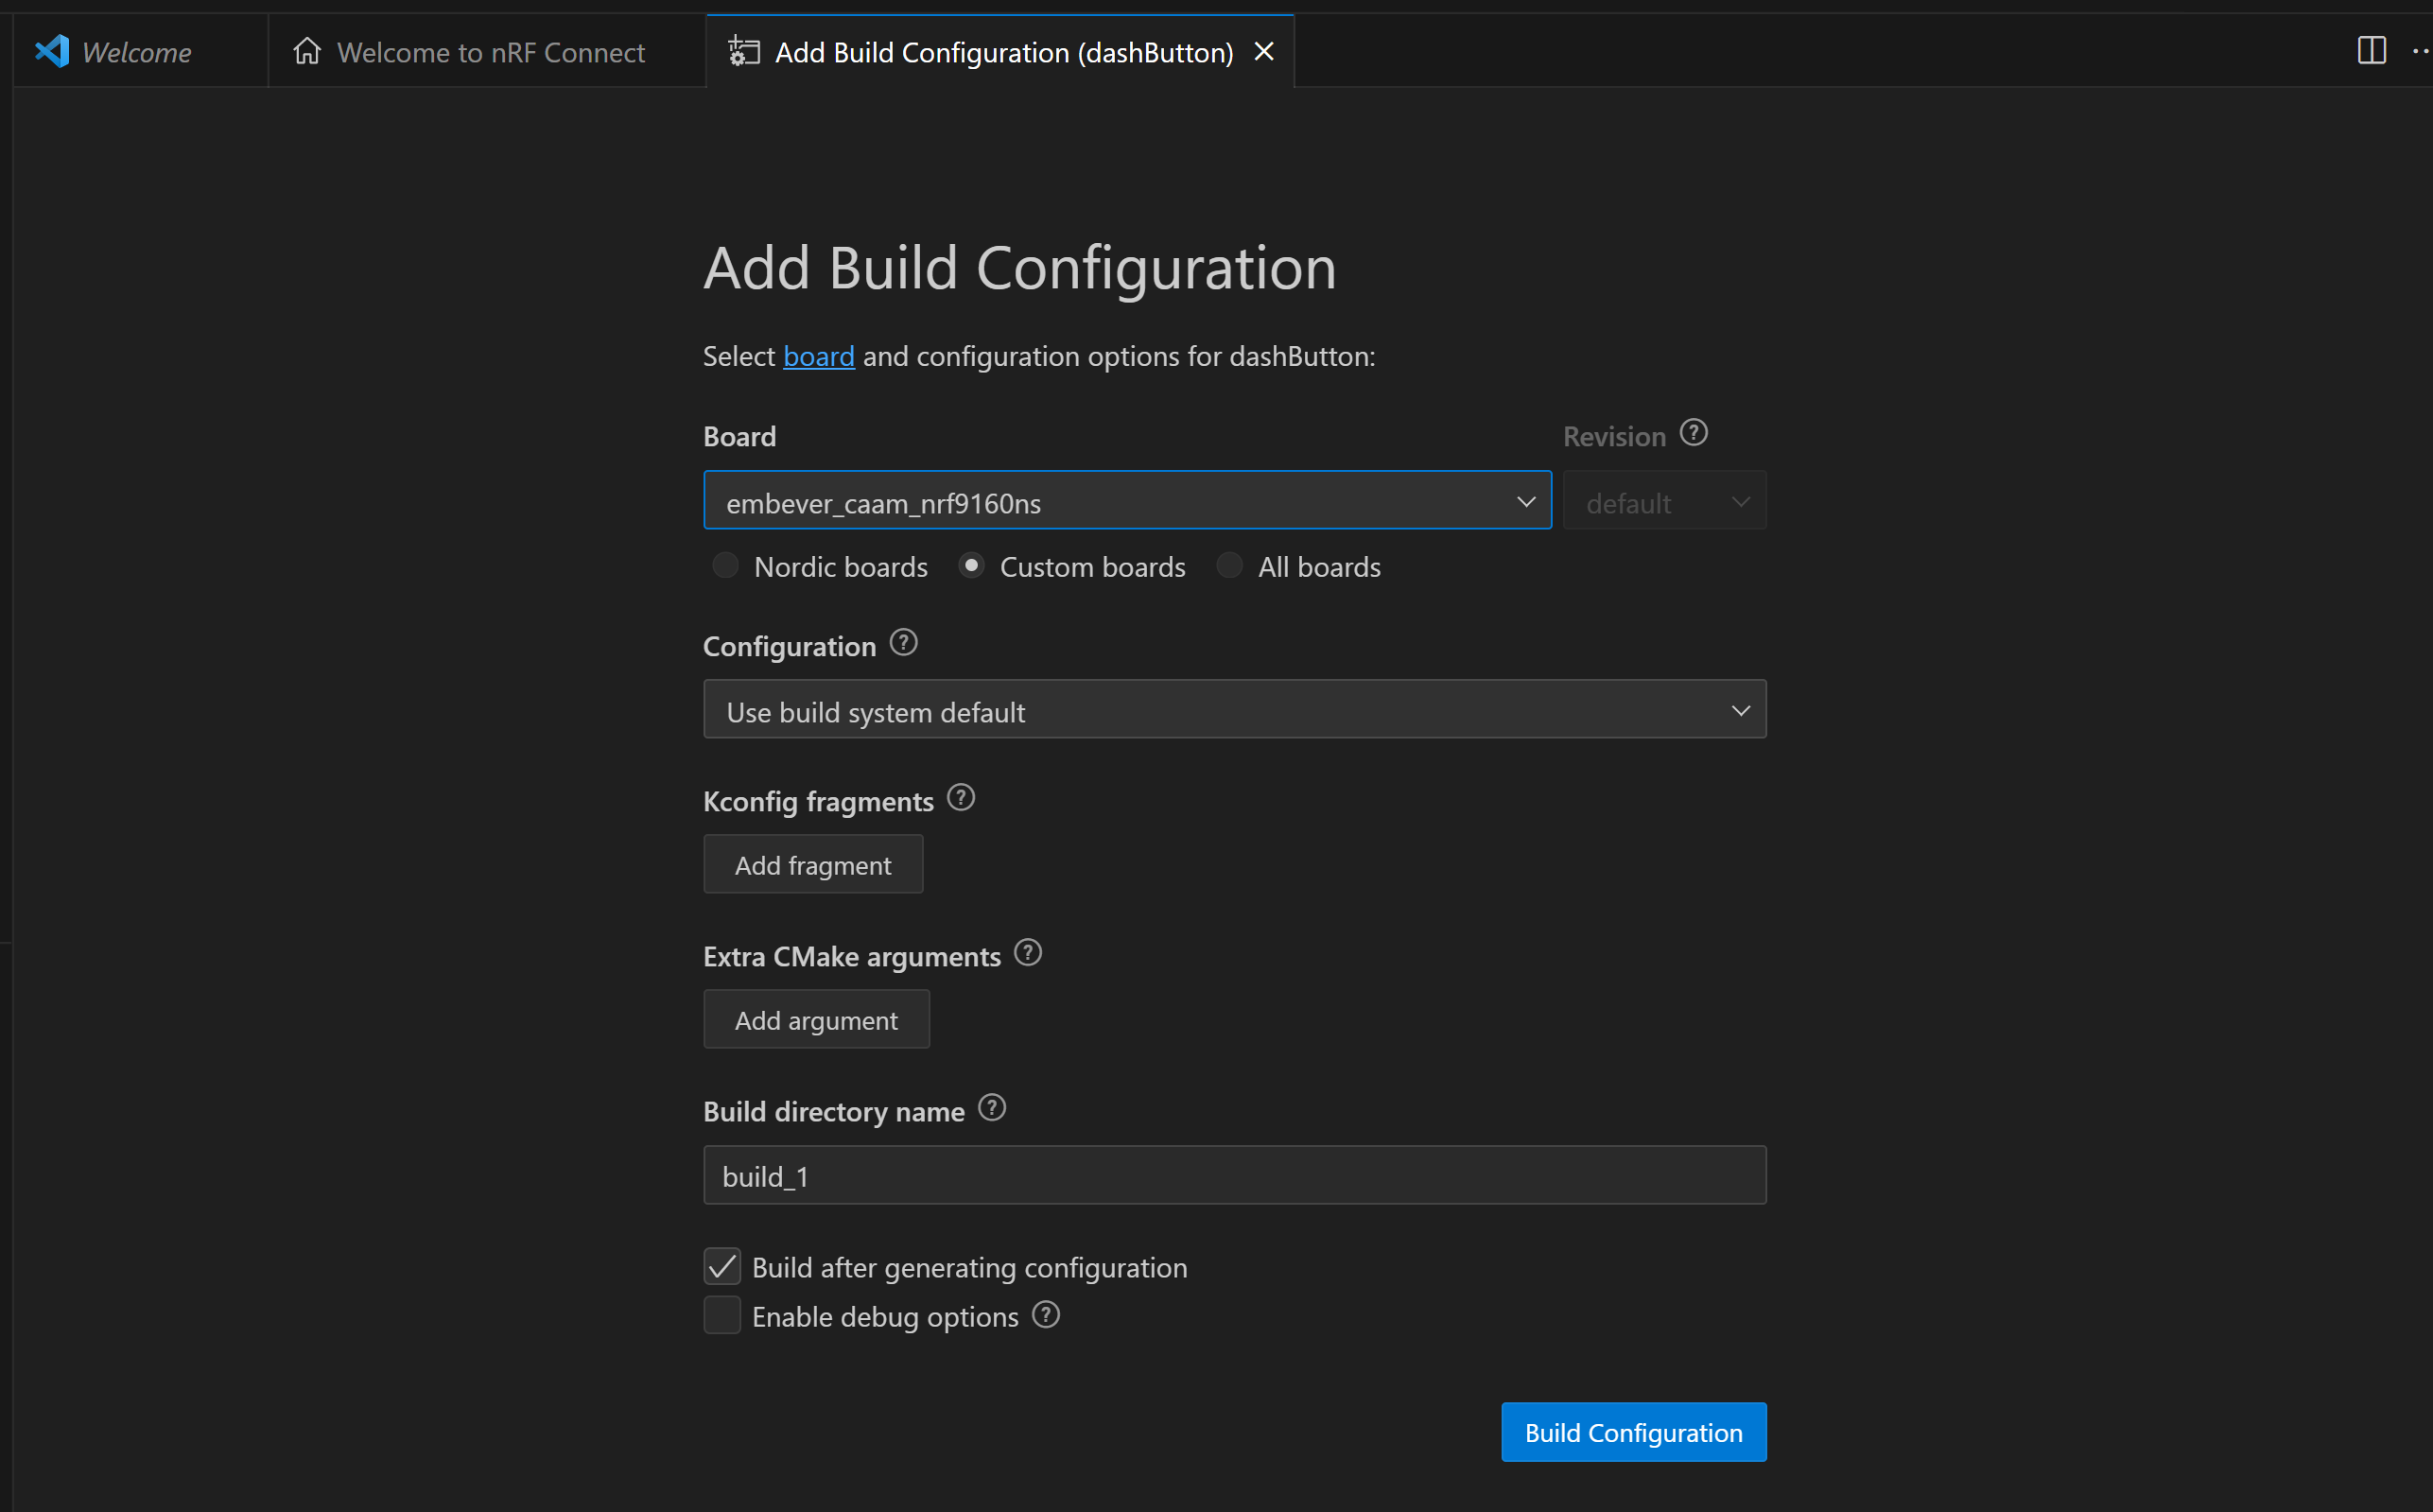 Welcome
Welcome to nRF Connect
Add Build Configuration (dashButton)
Add Build Configuration
Select board and configuration options for dashButton:
Board
Revision
embever_caam_nrf9160ns
default
Nordic boards
Custom boards
All boards
Configuration
Use build system default
Kconfig fragments
Add fragment
Extra CMake arguments
Add argument
Build directory name
build_1
Build after generating configuration
Enable debug options
Build Configuration